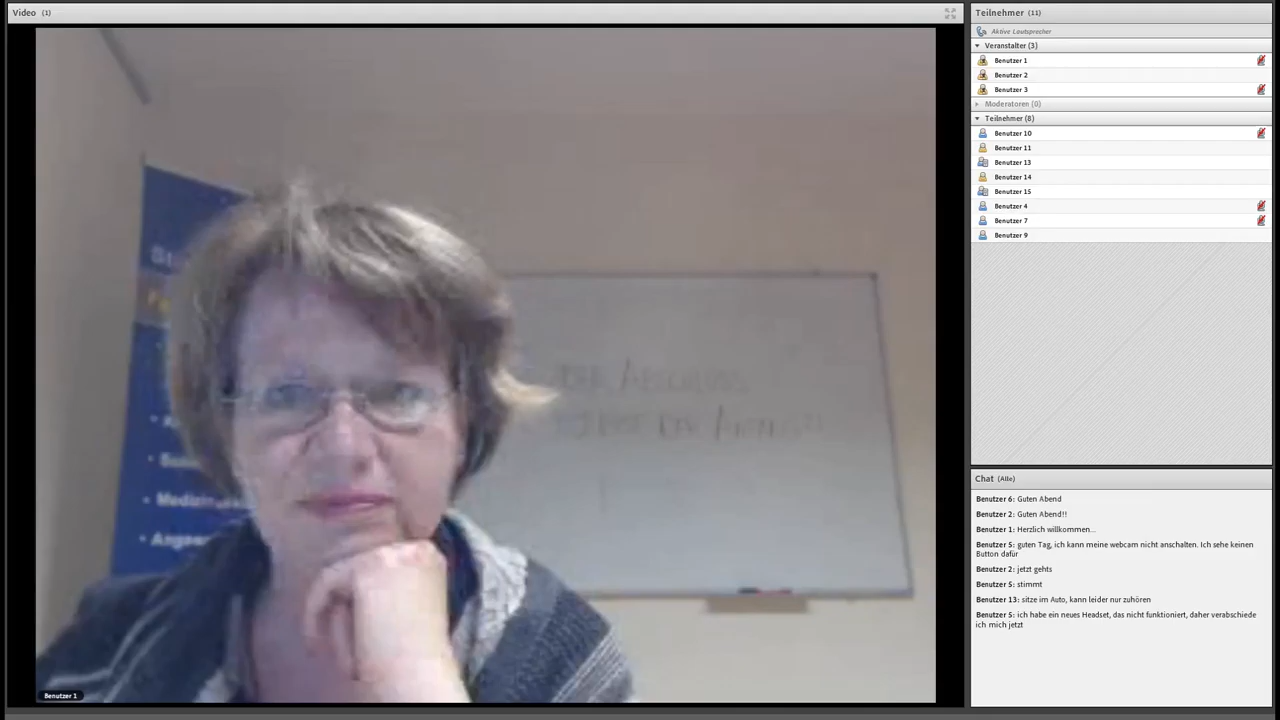 Video (1)
Teilnehmer (11)
Aktive Lautsprecher
Veranstalter (3)
Benutzer 1
Benutzer 2
Benutzer 3
Moderatoren (0)
Teilnehmer (8)
Benutzer 10
Benutzer 11
Benutzer 13
Benutzer 14
Benutzer 15
Benutzer 4
Benutzer 7
Benutzer 9
Chat (Alle)
Benutzer 6: Guten Abend
Benutzer 2: Guten Abend!!
Benutzer 1: Herzlich willkommen...
Benutzer 5: guten Tag, ich kann meine webcam nicht anschalten. Ich sehe keinen
Button dafür
Benutzer 2: jetzt gehts
Benutzer 5: stimmt
Benutzer 13: sitze im Auto, kann leider nur zuhören
Benutzer 5: ich habe ein neues Headset, das nicht funktioniert, daher verabschiede
ich mich jetzt
Benutzer 1